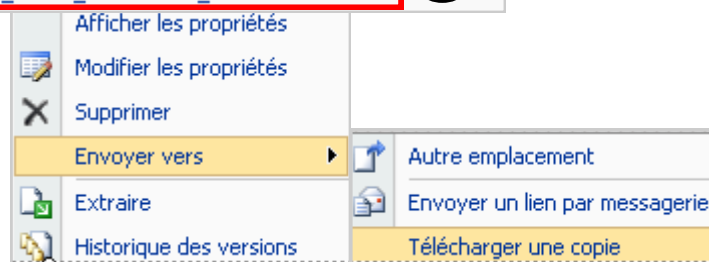 Afficher les propriétés
Modifier les propriétés
Supprimer
Envoyer vers
Extraire
Historique des versions
Autre emplacement
Envoyer un lien par messagerie
Télécharger une copie